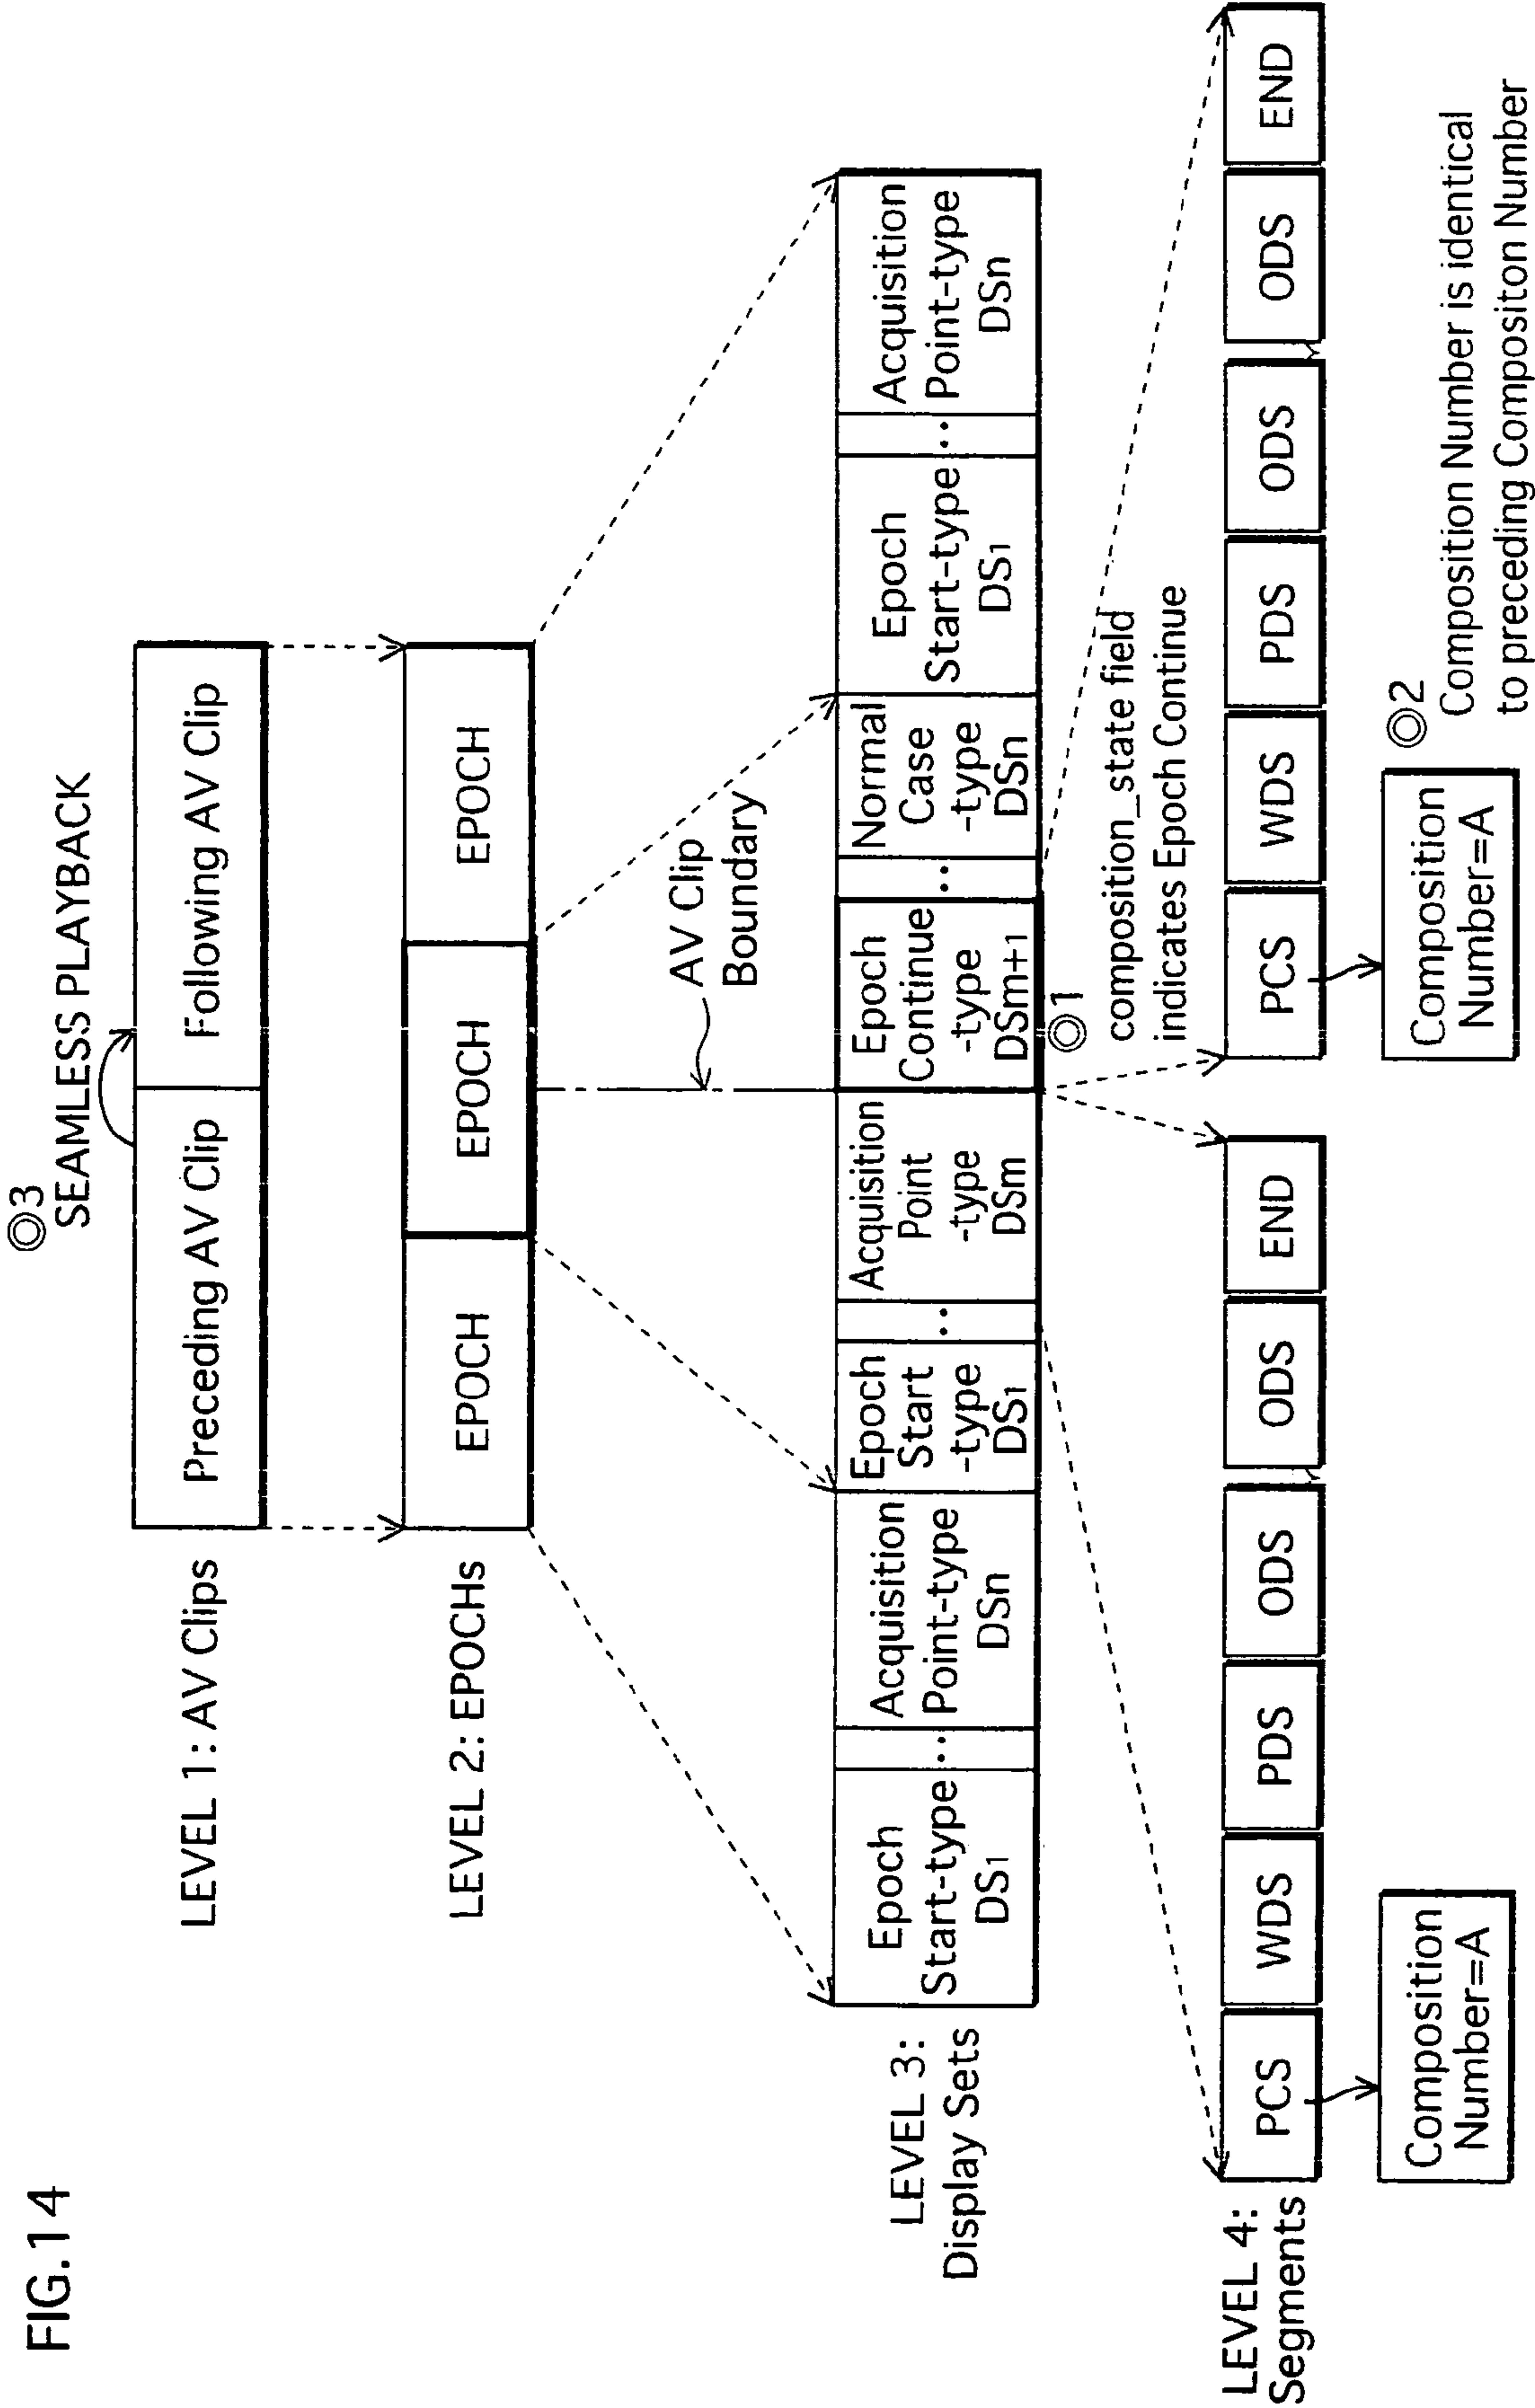 FIG.14
◎3
SEAMLESS PLAYBACK
LEVEL 1: AV Clips
Preceding AV Clip
Following AV Clip
LEVEL 2: EPOCHs
EPOCH
EPOCH
EPOCH
AV Clip
Boundary
LEVEL 3:
Display Sets
Epoch
Start-type
DS1
..
Acquisition
Point-type
DSn
Epoch
Start
-type
DS1
..
Acquisition
Point
-type
DSm
Epoch
Continue
-type
DSm+1
..
Normal
Case
-type
DSn
Epoch
Start-type
DS1
..
Acquisition
Point-type
DSn
◎1
composition_state field
indicates Epoch Continue
LEVEL 4:
Segments
PCS
WDS
PDS
ODS
ODS
END
PCS
WDS
PDS
ODS
ODS
END
Composition
Number=A
Composition
Number=A
◎2
Composition Number is identical
to preceding Compositon Number